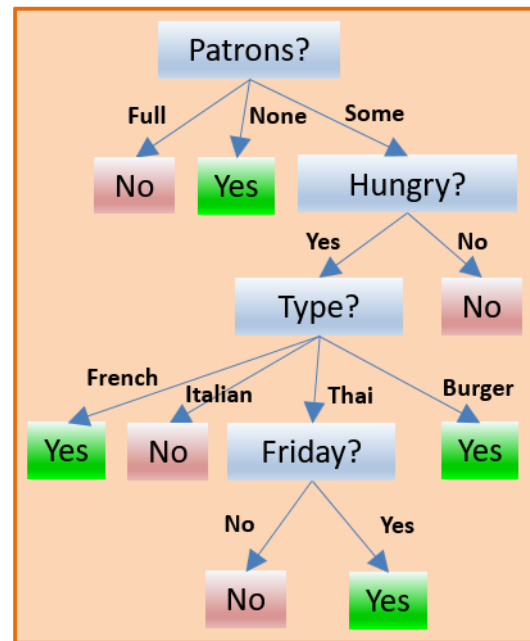 Patrons?
Full None Some
No Yes Hungry?
Yes No
Type? No
French Italian Thai Burger
Yes No Friday? Yes
No Yes
No Yes